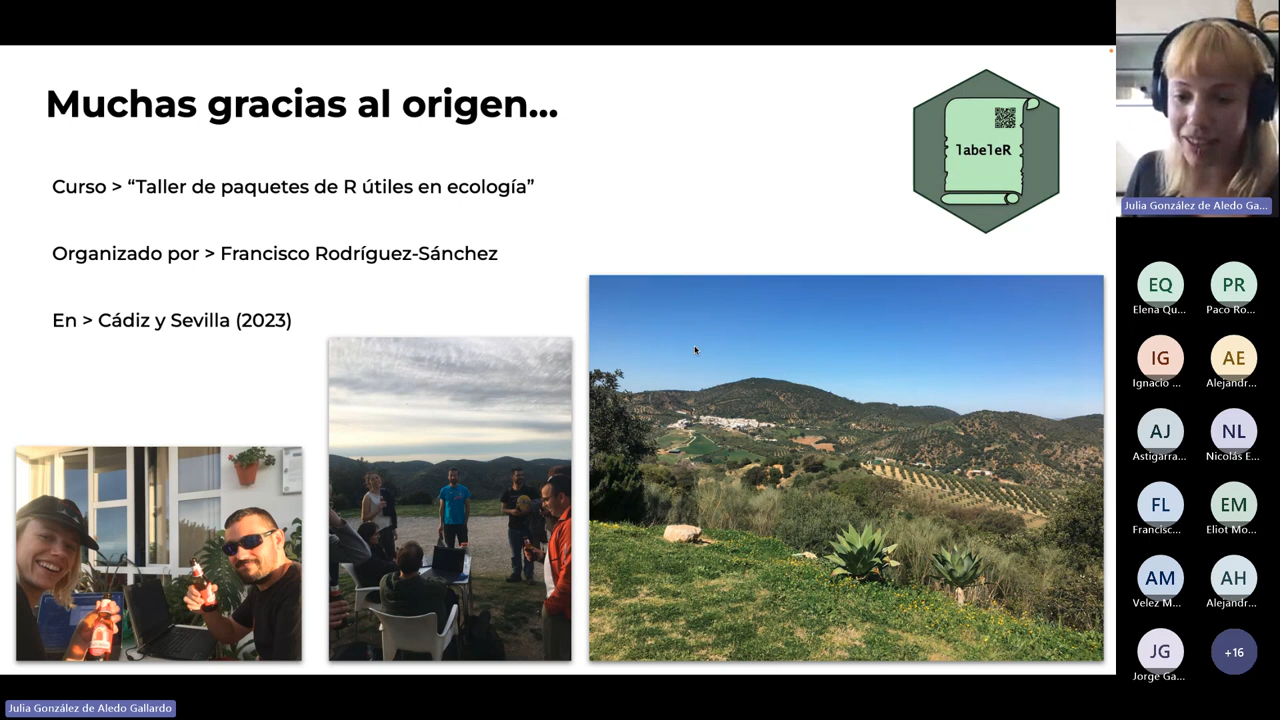 Muchas gracias al origen...
labeleR
Curso > “Taller de paquetes de R útiles en ecología”
Organizado por > Francisco Rodríguez-Sánchez
En > Cádiz y Sevilla (2023)
Julia González de Aledo Ga...
EQ
Elena Qu...
PR
Paco Ro...
IG
Ignacio ...
AE
Alejandr...
AJ
Astigarra...
NL
Nicolás E...
FL
Francisc...
EM
Eliot Mo...
AM
Velez M...
AH
Alejandr...
JG
Jorge Ga...
+16
Julia González de Aledo Gallardo